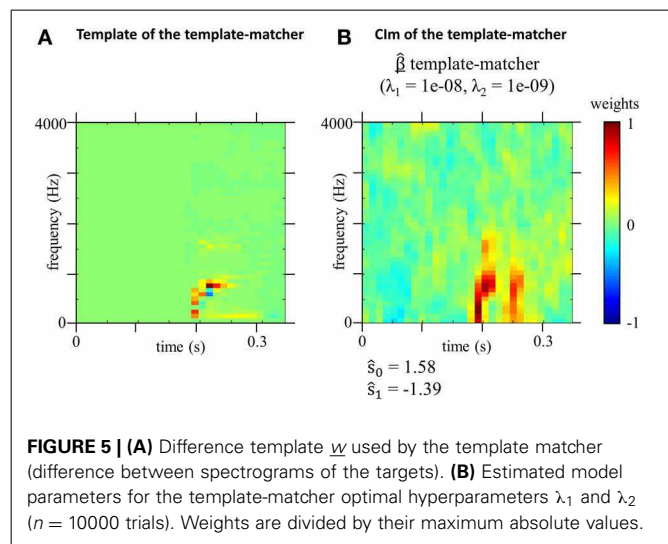 A Template of the template-matcher
B CIm of the template-matcher
β̂ template-matcher
(λ1 = 1e-08, λ2 = 1e-09)
weights
4000
frequency (Hz)
0
0
time (s)
0.3
4000
frequency (Hz)
0
0
time (s)
0.3
1
0
-1
ŝ0 = 1.58
ŝ1 = -1.39
FIGURE 5 | (A) Difference template w used by the template matcher
(difference between spectrograms of the targets). (B) Estimated model
parameters for the template-matcher optimal hyperparameters λ1 and λ2
(n = 10000 trials). Weights are divided by their maximum absolute values.